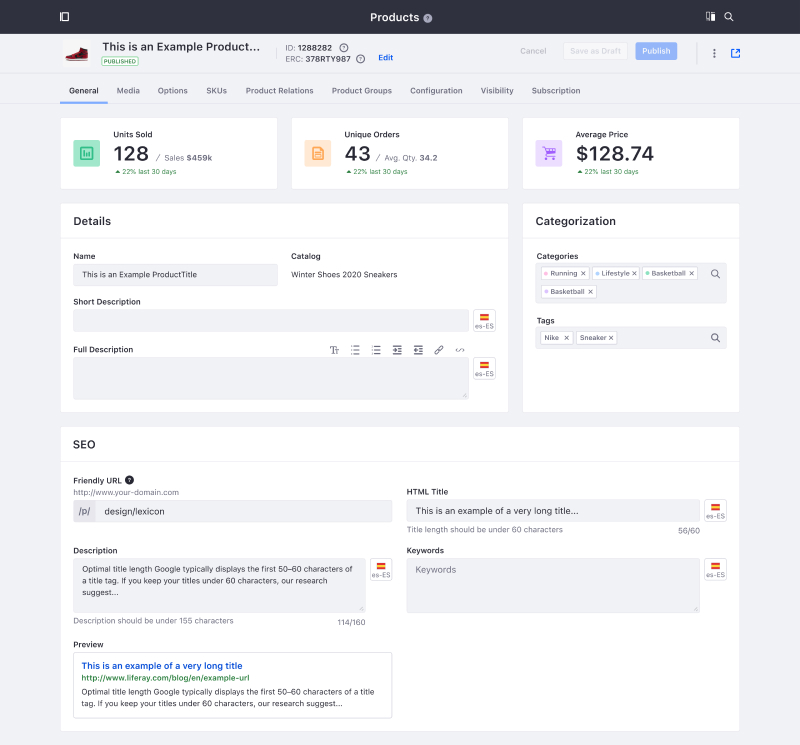 Products
This is an Example Product...
PUBLISHED
ID: 1288282
ERC: 378RTY987
Edit
Cancel
Save as Draft
Publish
General
Media
Options
SKUs
Product Relations
Product Groups
Configuration
Visibility
Subscription
Units Sold
128 / Sales $459k
22% last 30 days
Unique Orders
43 / Avg. Qty. 34.2
22% last 30 days
Average Price
$128.74
22% last 30 days
Details
Name
This is an Example ProductTitle
Catalog
Winter Shoes 2020 Sneakers
Short Description
es-ES
Full Description
es-ES
Categorization
Categories
Running
Lifestyle
Basketball
Basketball
Tags
Nike
Sneaker
SEO
Friendly URL
http://www.your-domain.com
/p/ design/lexicon
HTML Title
This is an example of a very long title...
es-ES
Title length should be under 60 characters
56/60
Description
Optimal title length Google typically displays the first 50–60 characters of
a title tag. If you keep your titles under 60 characters, our research
suggest...
es-ES
Description should be under 155 characters
114/160
Keywords
Keywords
es-ES
Preview
This is an example of a very long title
http://www.liferay.com/blog/en/example-url
Optimal title length Google typically displays the first 50–60 characters of a title
tag. If you keep your titles under 60 characters, our research suggest...